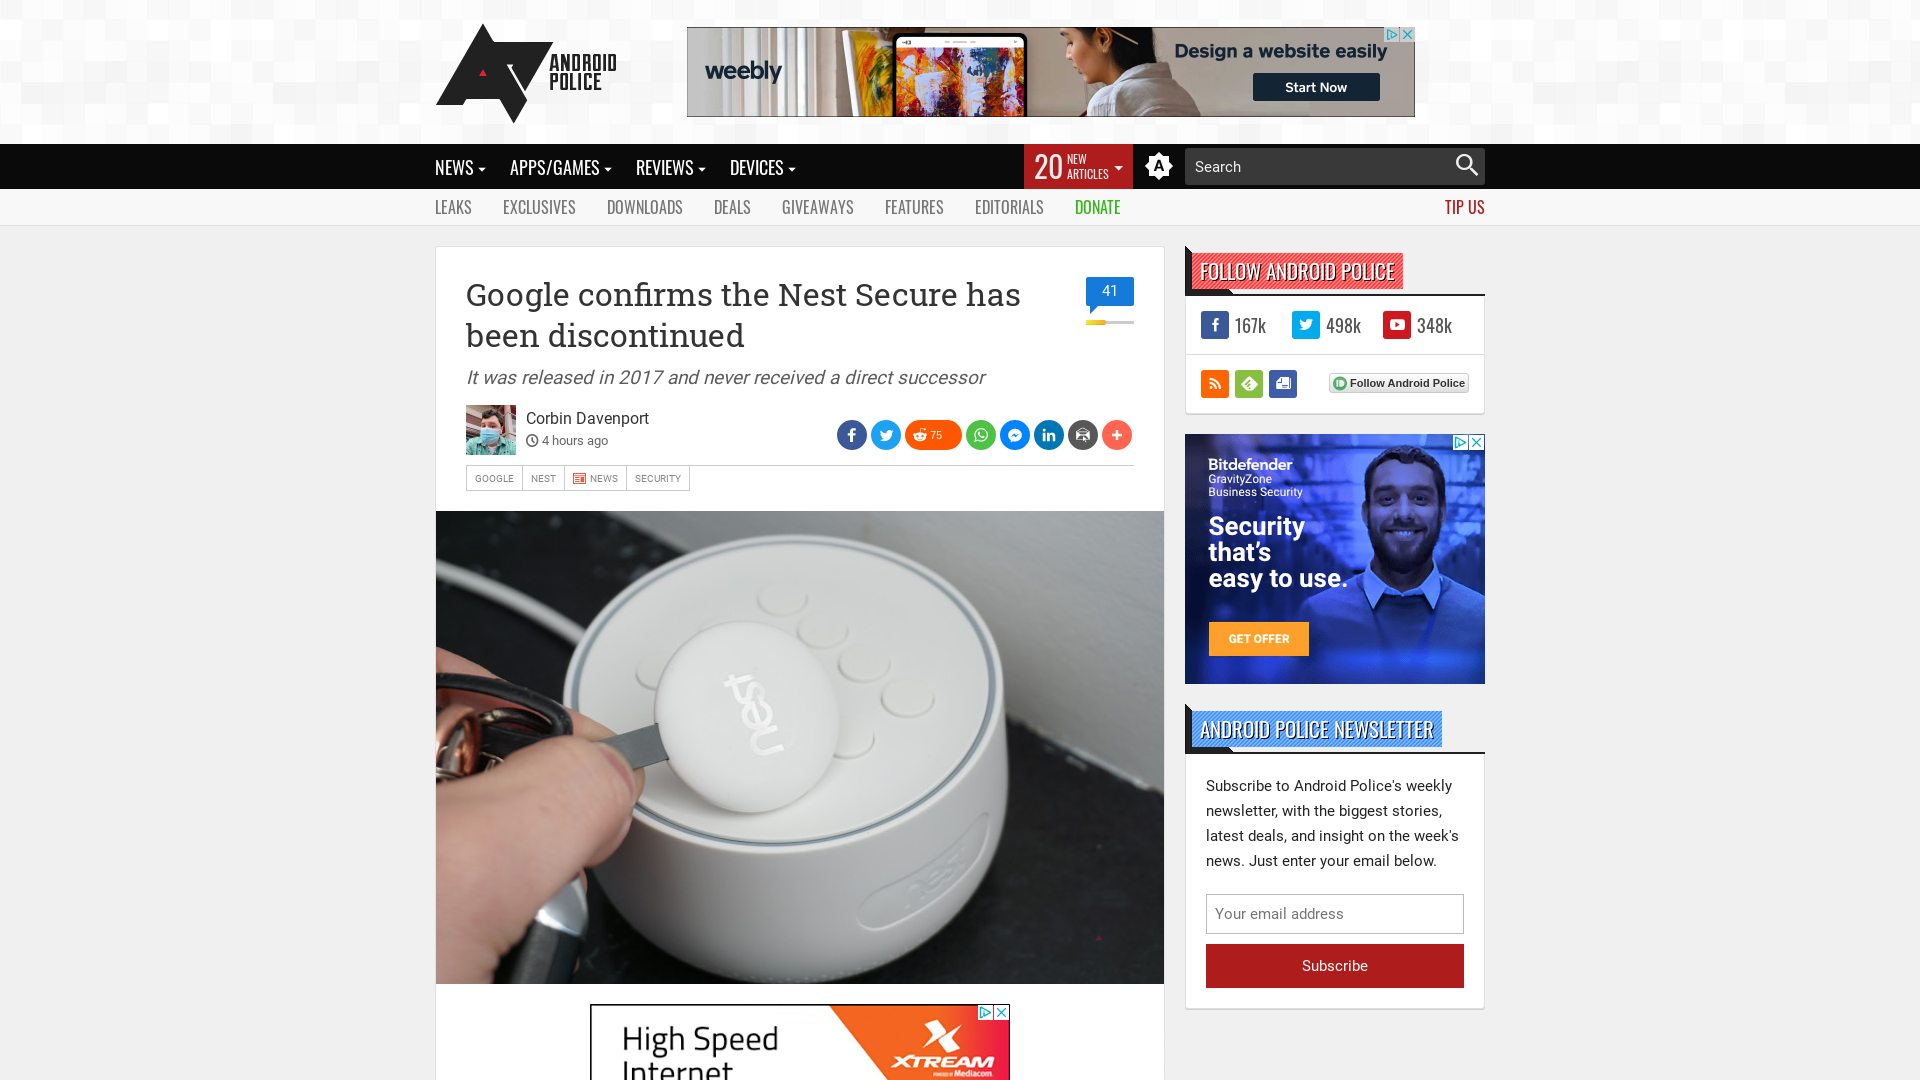 ANDROID
POLICE
weebly
Design a website easily
Start Now
NEWS
APPS/GAMES
REVIEWS
DEVICES
20 NEW ARTICLES
A
Search
LEAKS
EXCLUSIVES
DOWNLOADS
DEALS
GIVEAWAYS
FEATURES
EDITORIALS
DONATE
TIP US
Google confirms the Nest Secure has
been discontinued
41
It was released in 2017 and never received a direct successor
Corbin Davenport
4 hours ago
75
GOOGLE
NEST
NEWS
SECURITY
nest
nest
High Speed
Internet
XTREAM
POWERED BY Mediacom
FOLLOW ANDROID POLICE
167k
498k
348k
Follow Android Police
Bitdefender
GravityZone
Business Security
Security
that's
easy to use.
GET OFFER
ANDROID POLICE NEWSLETTER
Subscribe to Android Police's weekly
newsletter, with the biggest stories,
latest deals, and insight on the week's
news. Just enter your email below.
Your email address
Subscribe